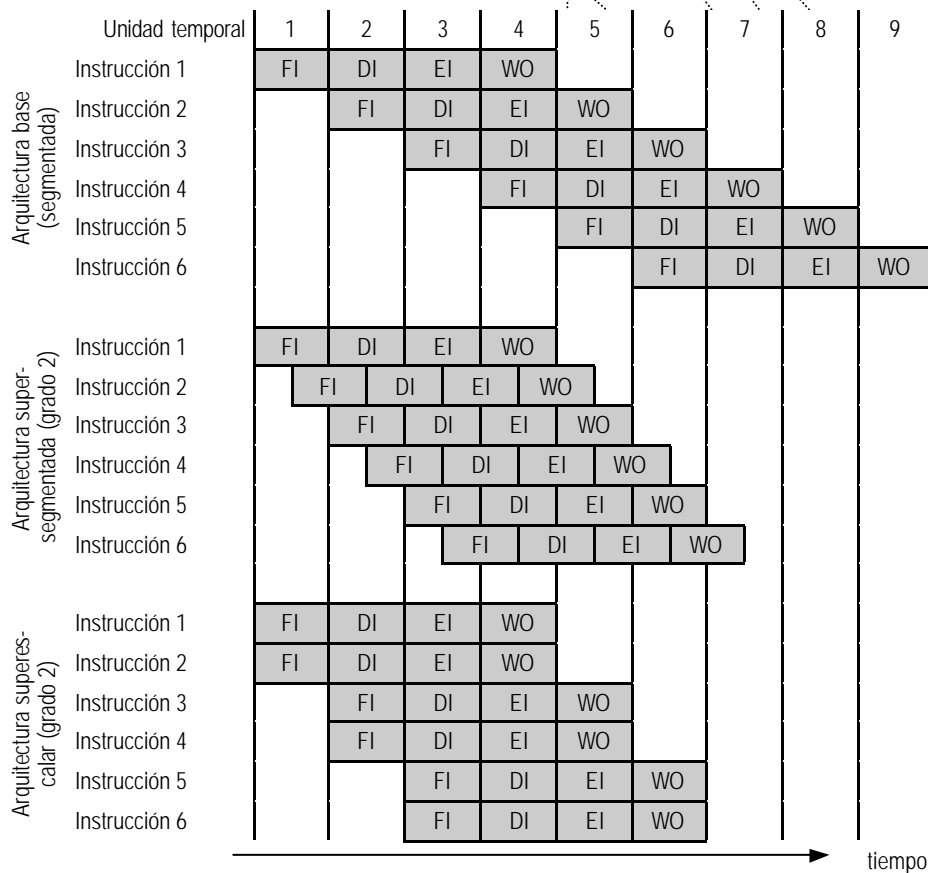 Unidad temporal 1 2 3 4 5 6 7 8 9
Arquitectura base
(segmentada)
Instrucción 1 FI DI EI WO
Instrucción 2 FI DI EI WO
Instrucción 3 FI DI EI WO
Instrucción 4 FI DI EI WO
Instrucción 5 FI DI EI WO
Instrucción 6 FI DI EI WO
Arquitectura super-
segmentada (grado 2)
Instrucción 1 FI DI EI WO
Instrucción 2 FI DI EI WO
Instrucción 3 FI DI EI WO
Instrucción 4 FI DI EI WO
Instrucción 5 FI DI EI WO
Instrucción 6 FI DI EI WO
Arquitectura superes-
calar (grado 2)
Instrucción 1 FI DI EI WO
Instrucción 2 FI DI EI WO
Instrucción 3 FI DI EI WO
Instrucción 4 FI DI EI WO
Instrucción 5 FI DI EI WO
Instrucción 6 FI DI EI WO
tiempo